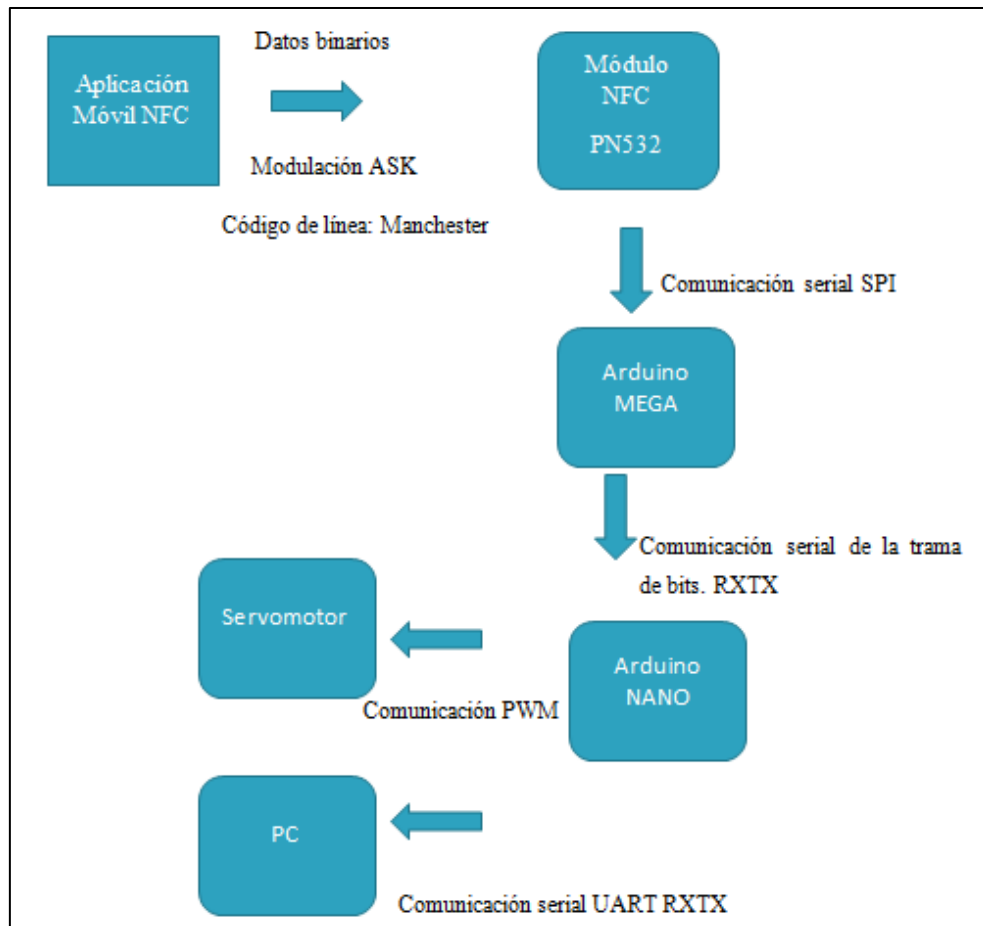 Datos binarios
Aplicación
Móvil NFC
Modulación ASK
Código de línea: Manchester
Módulo
NFC
PN532
Comunicación serial SPI
Arduino
MEGA
Comunicación serial de la trama
de bits. RXTX
Arduino
NANO
Servomotor
Comunicación PWM
PC
Comunicación serial UART RXTX